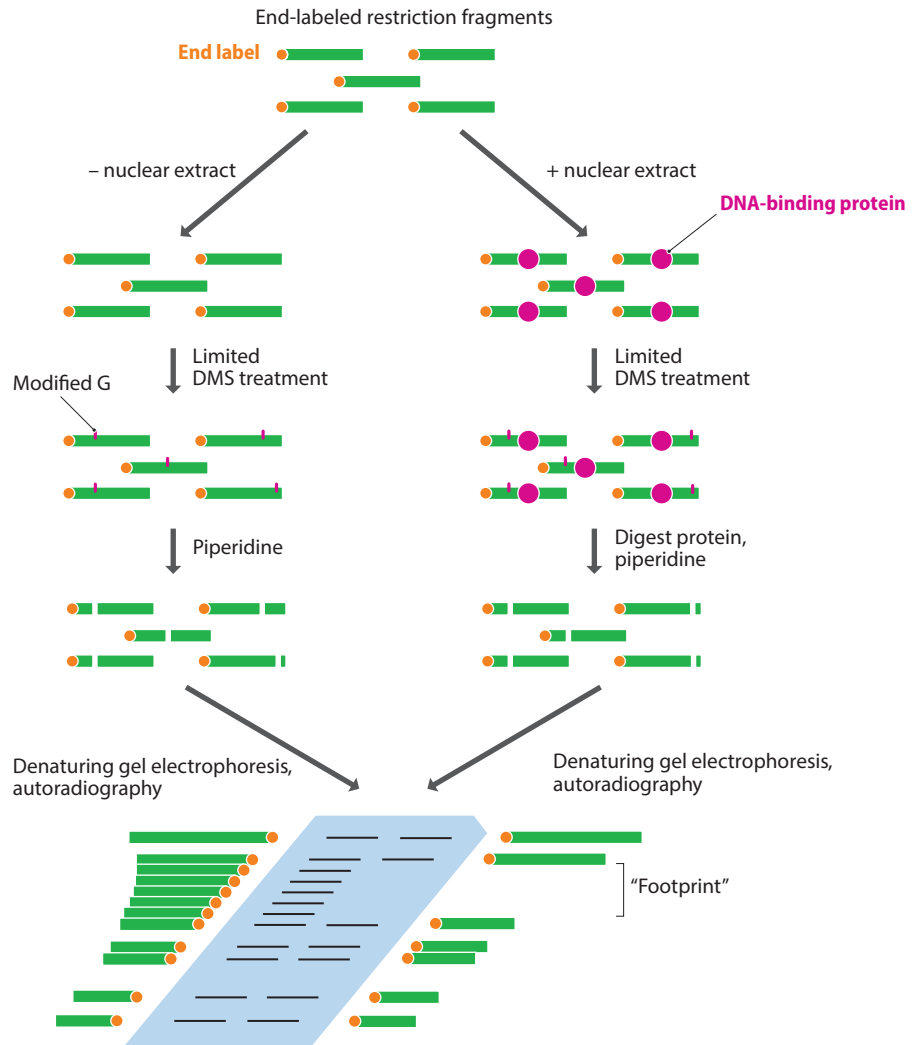 End-labeled restriction fragments
End label
– nuclear extract
+ nuclear extract
DNA-binding protein
Limited
DMS treatment
Limited
DMS treatment
Modified G
Piperidine
Digest protein,
piperidine
Denaturing gel electrophoresis,
autoradiography
Denaturing gel electrophoresis,
autoradiography
“Footprint”